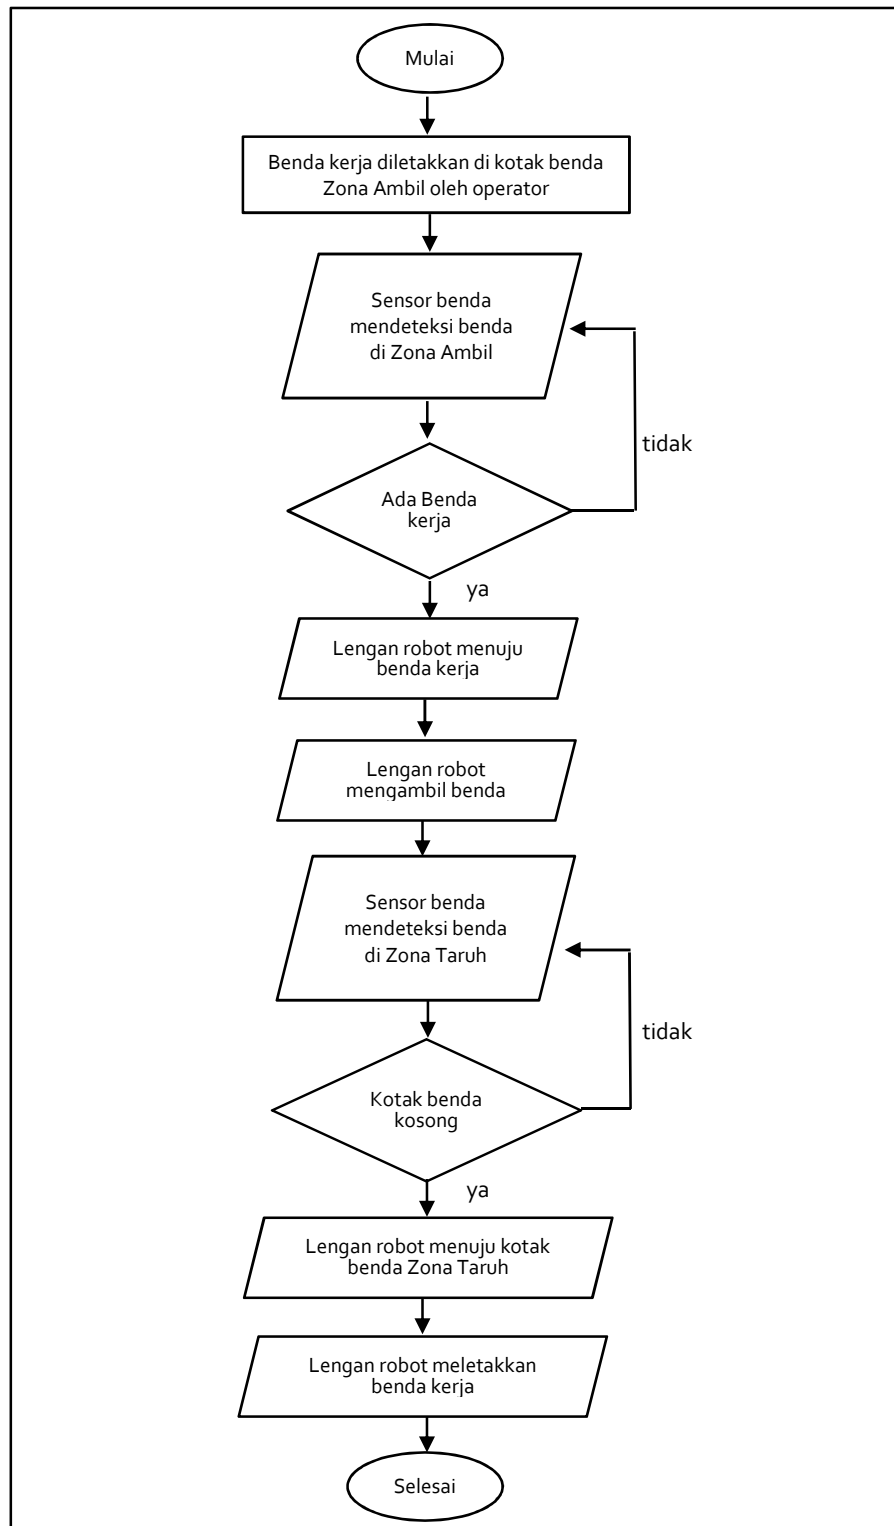 Mulai
Benda kerja diletakkan di kotak benda
Zona Ambil oleh operator
Sensor benda
mendeteksi benda
di Zona Ambil
tidak
Ada Benda
kerja
ya
Lengan robot menuju
benda kerja
Lengan robot
mengambil benda
Sensor benda
mendeteksi benda
di Zona Taruh
tidak
Kotak benda
kosong
ya
Lengan robot menuju kotak
benda Zona Taruh
Lengan robot meletakkan
benda kerja
Selesai